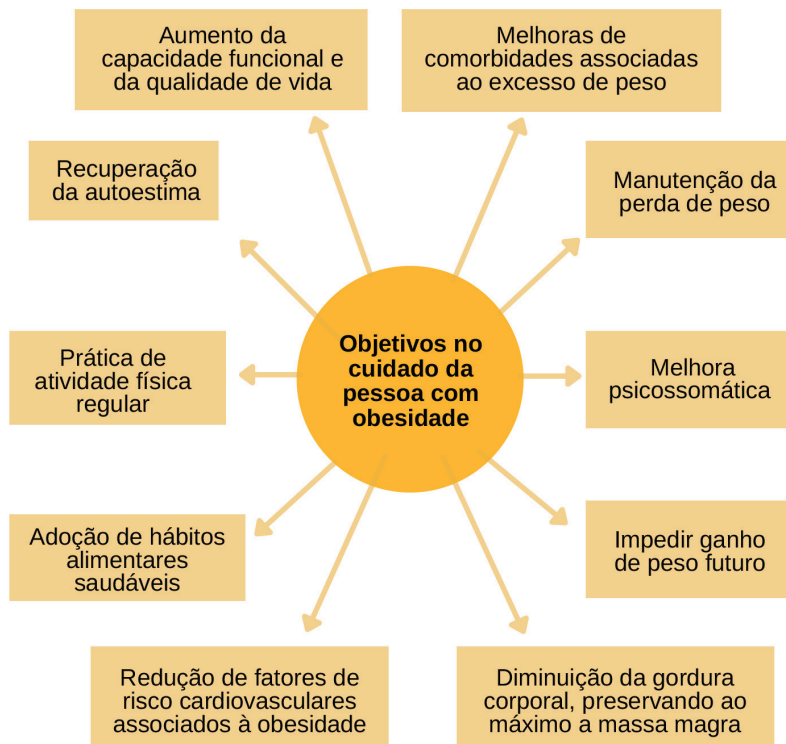 Aumento da
capacidade funcional e
da qualidade de vida
Melhoras de
comorbidades associadas
ao excesso de peso
Recuperação
da autoestima
Manutenção da
perda de peso
Objetivos no
cuidado da
pessoa com
obesidade
Prática de
atividade física
regular
Melhora
psicossomática
Adoção de hábitos
alimentares
saudáveis
Impedir ganho
de peso futuro
Redução de fatores de
risco cardiovasculares
associados à obesidade
Diminuição da gordura
corporal, preservando ao
máximo a massa magra